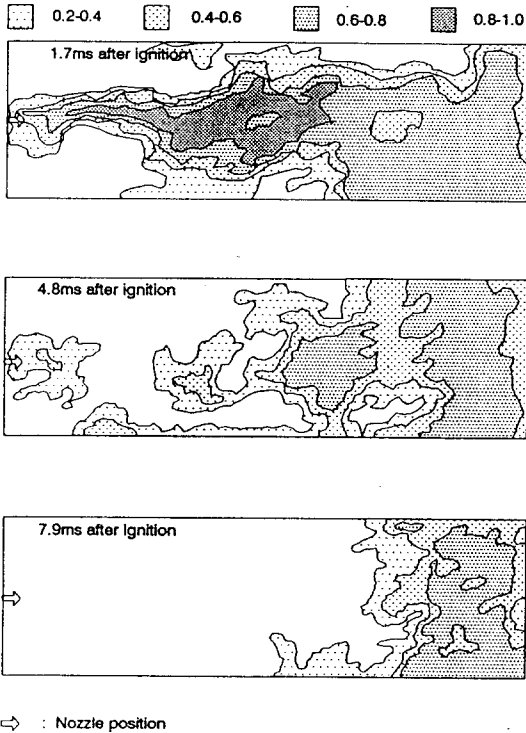 0.2-0.4 0.4-0.6 0.6-0.8 0.8-1.0
1.7ms after ignition
4.8ms after ignition
7.9ms after ignition
: Nozzle position